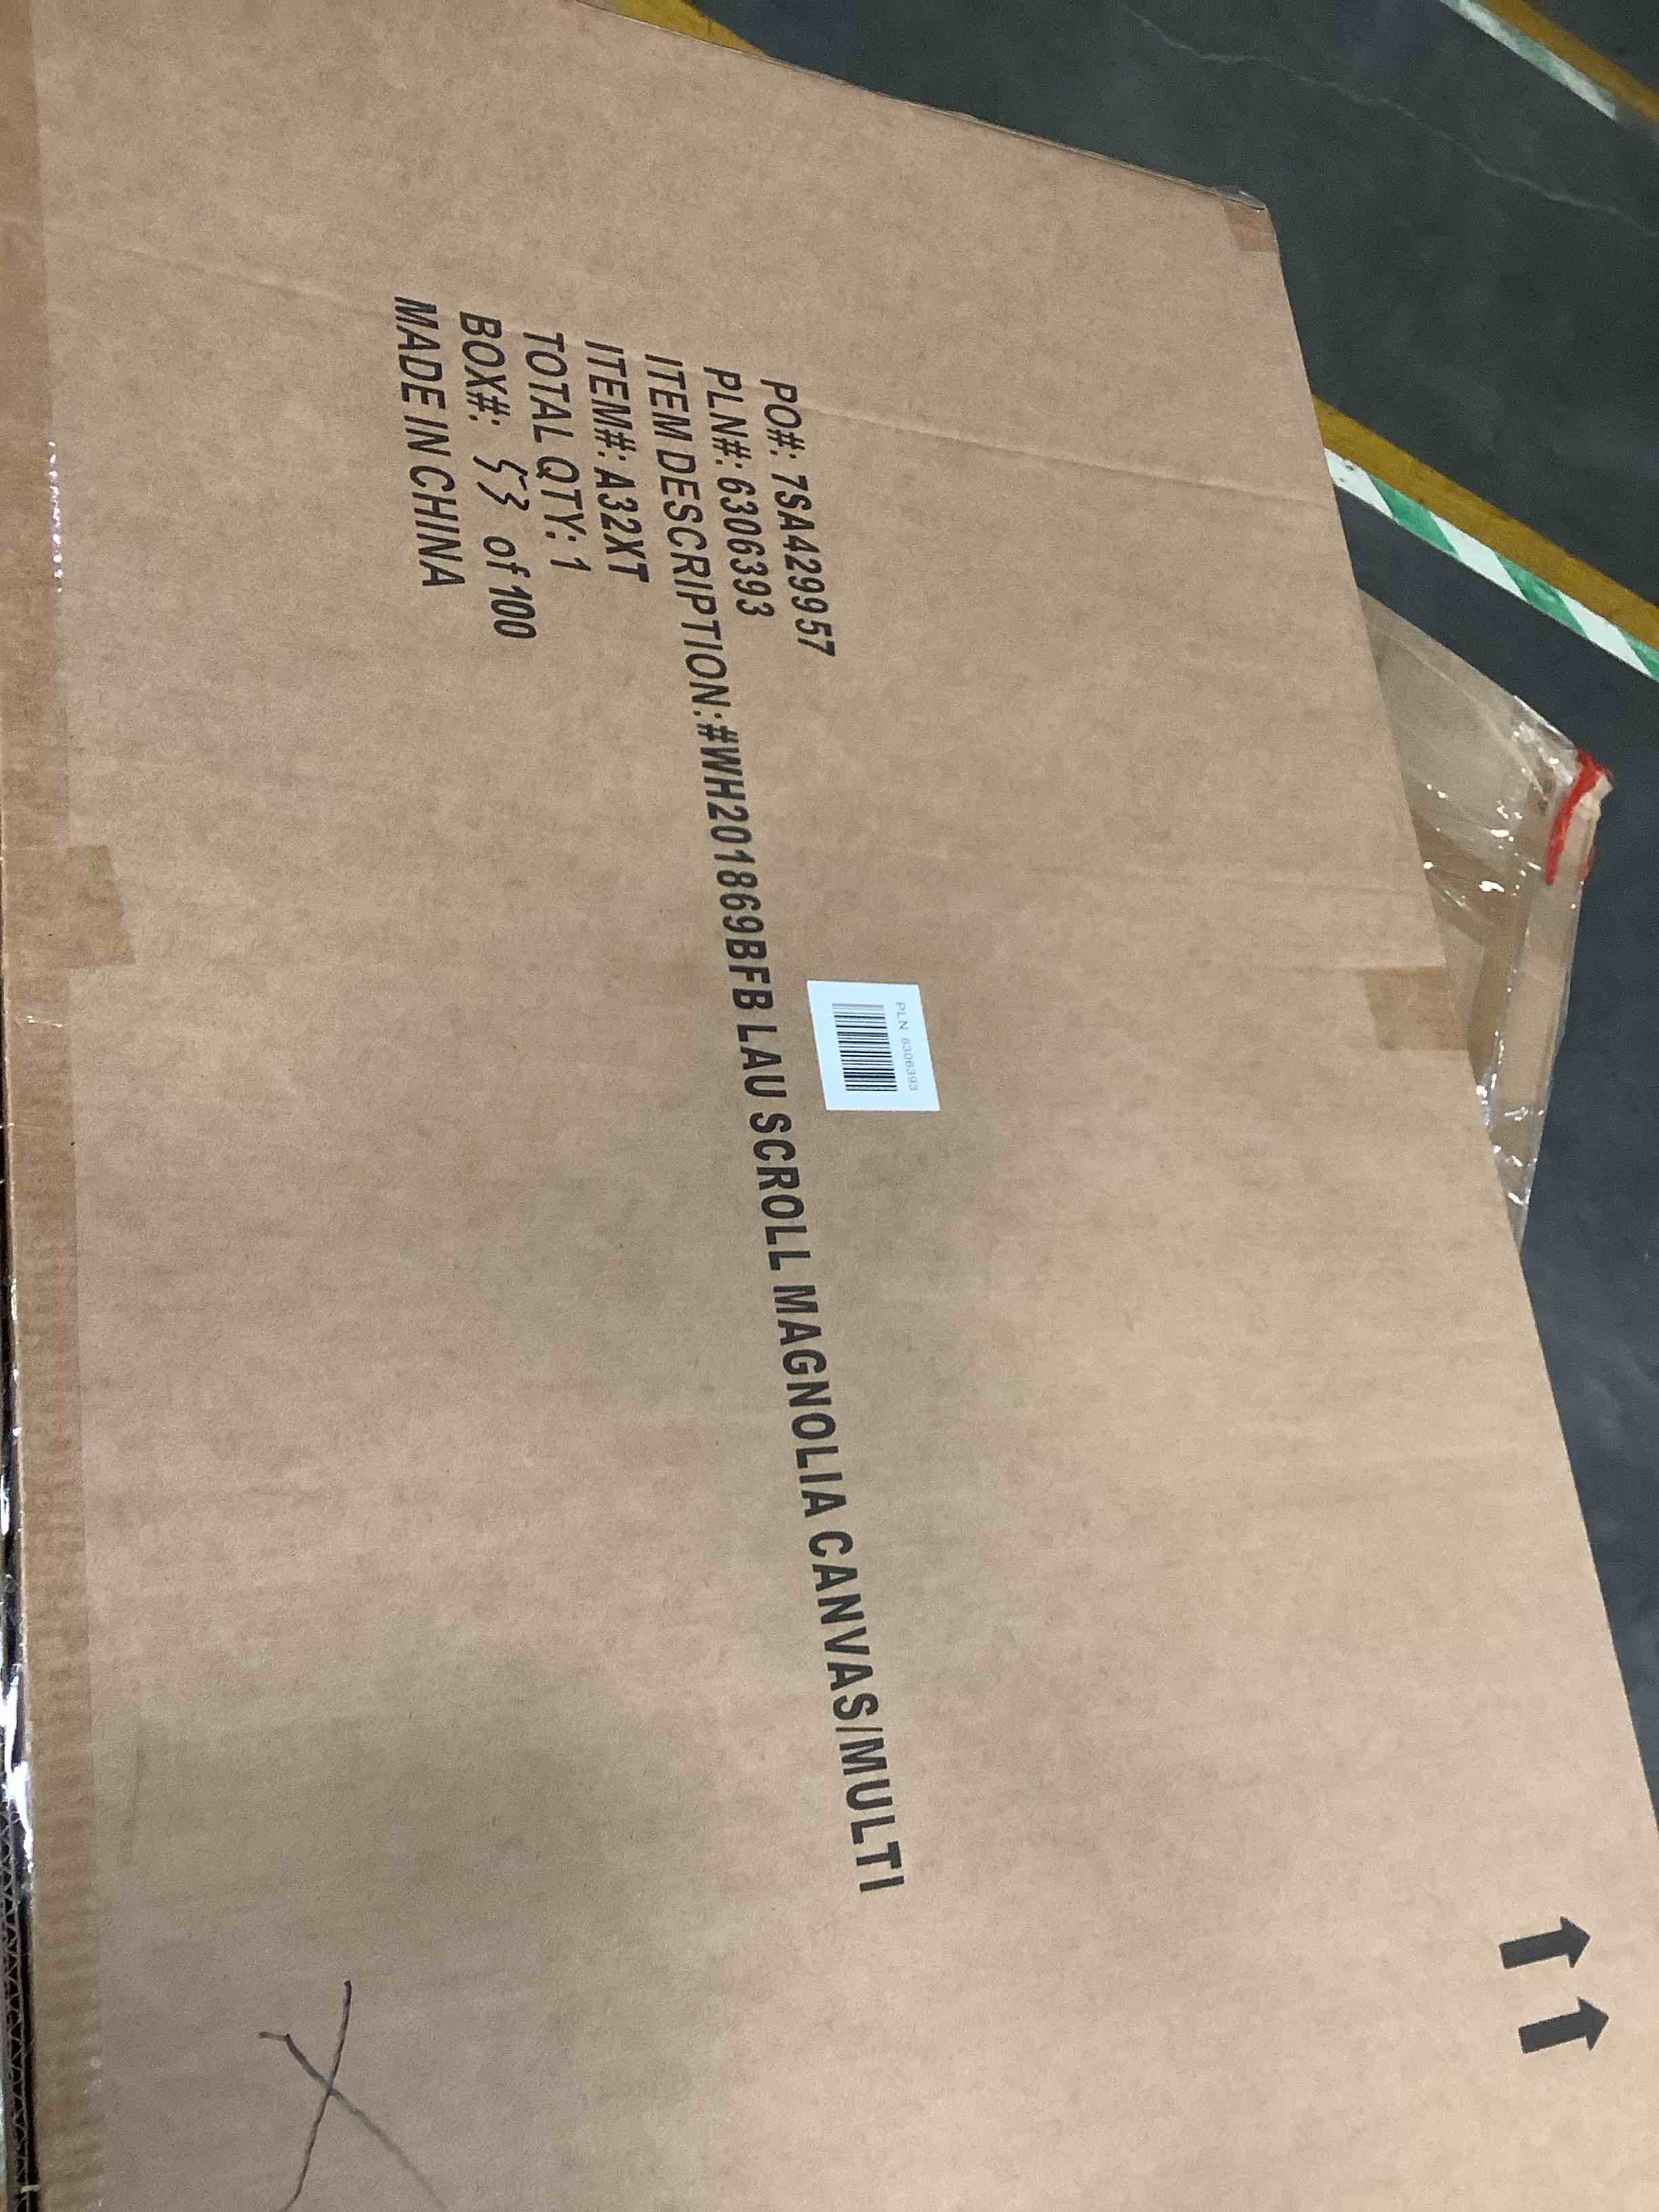 PO#: 7SA429957
PLN#: 6306393
ITEM DESCRIPTION:#WH201869BFB LAU SCROLL MAGNOLIA CANVAS/MULTI
ITEM#: A32XT
TOTAL QTY: 1
BOX#: 53 of 100
MADE IN CHINA
PLN 6306393
X